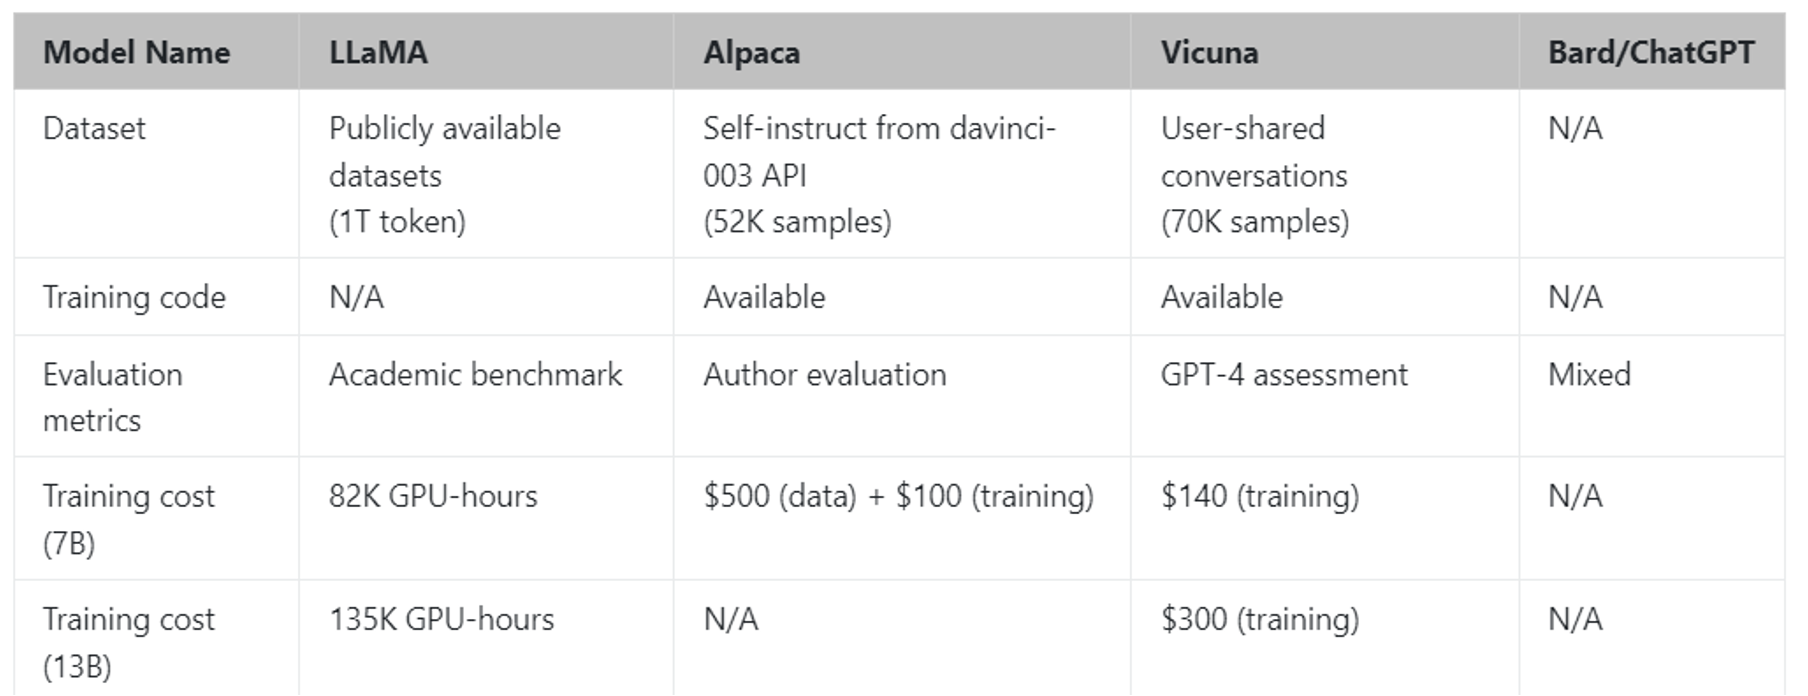 Model Name LLaMA Alpaca Vicuna Bard/ChatGPT
Dataset Publicly available Self-instruct from davinci- User-shared N/A
datasets 003 API conversations
(1T token) (52K samples) (70K samples)
Training code N/A Available Available N/A
Evaluation Academic benchmark Author evaluation GPT-4 assessment Mixed
metrics
Training cost 82K GPU-hours $500 (data) + $100 (training) $140 (training) N/A
(7B)
Training cost 135K GPU-hours N/A $300 (training) N/A
(13B)